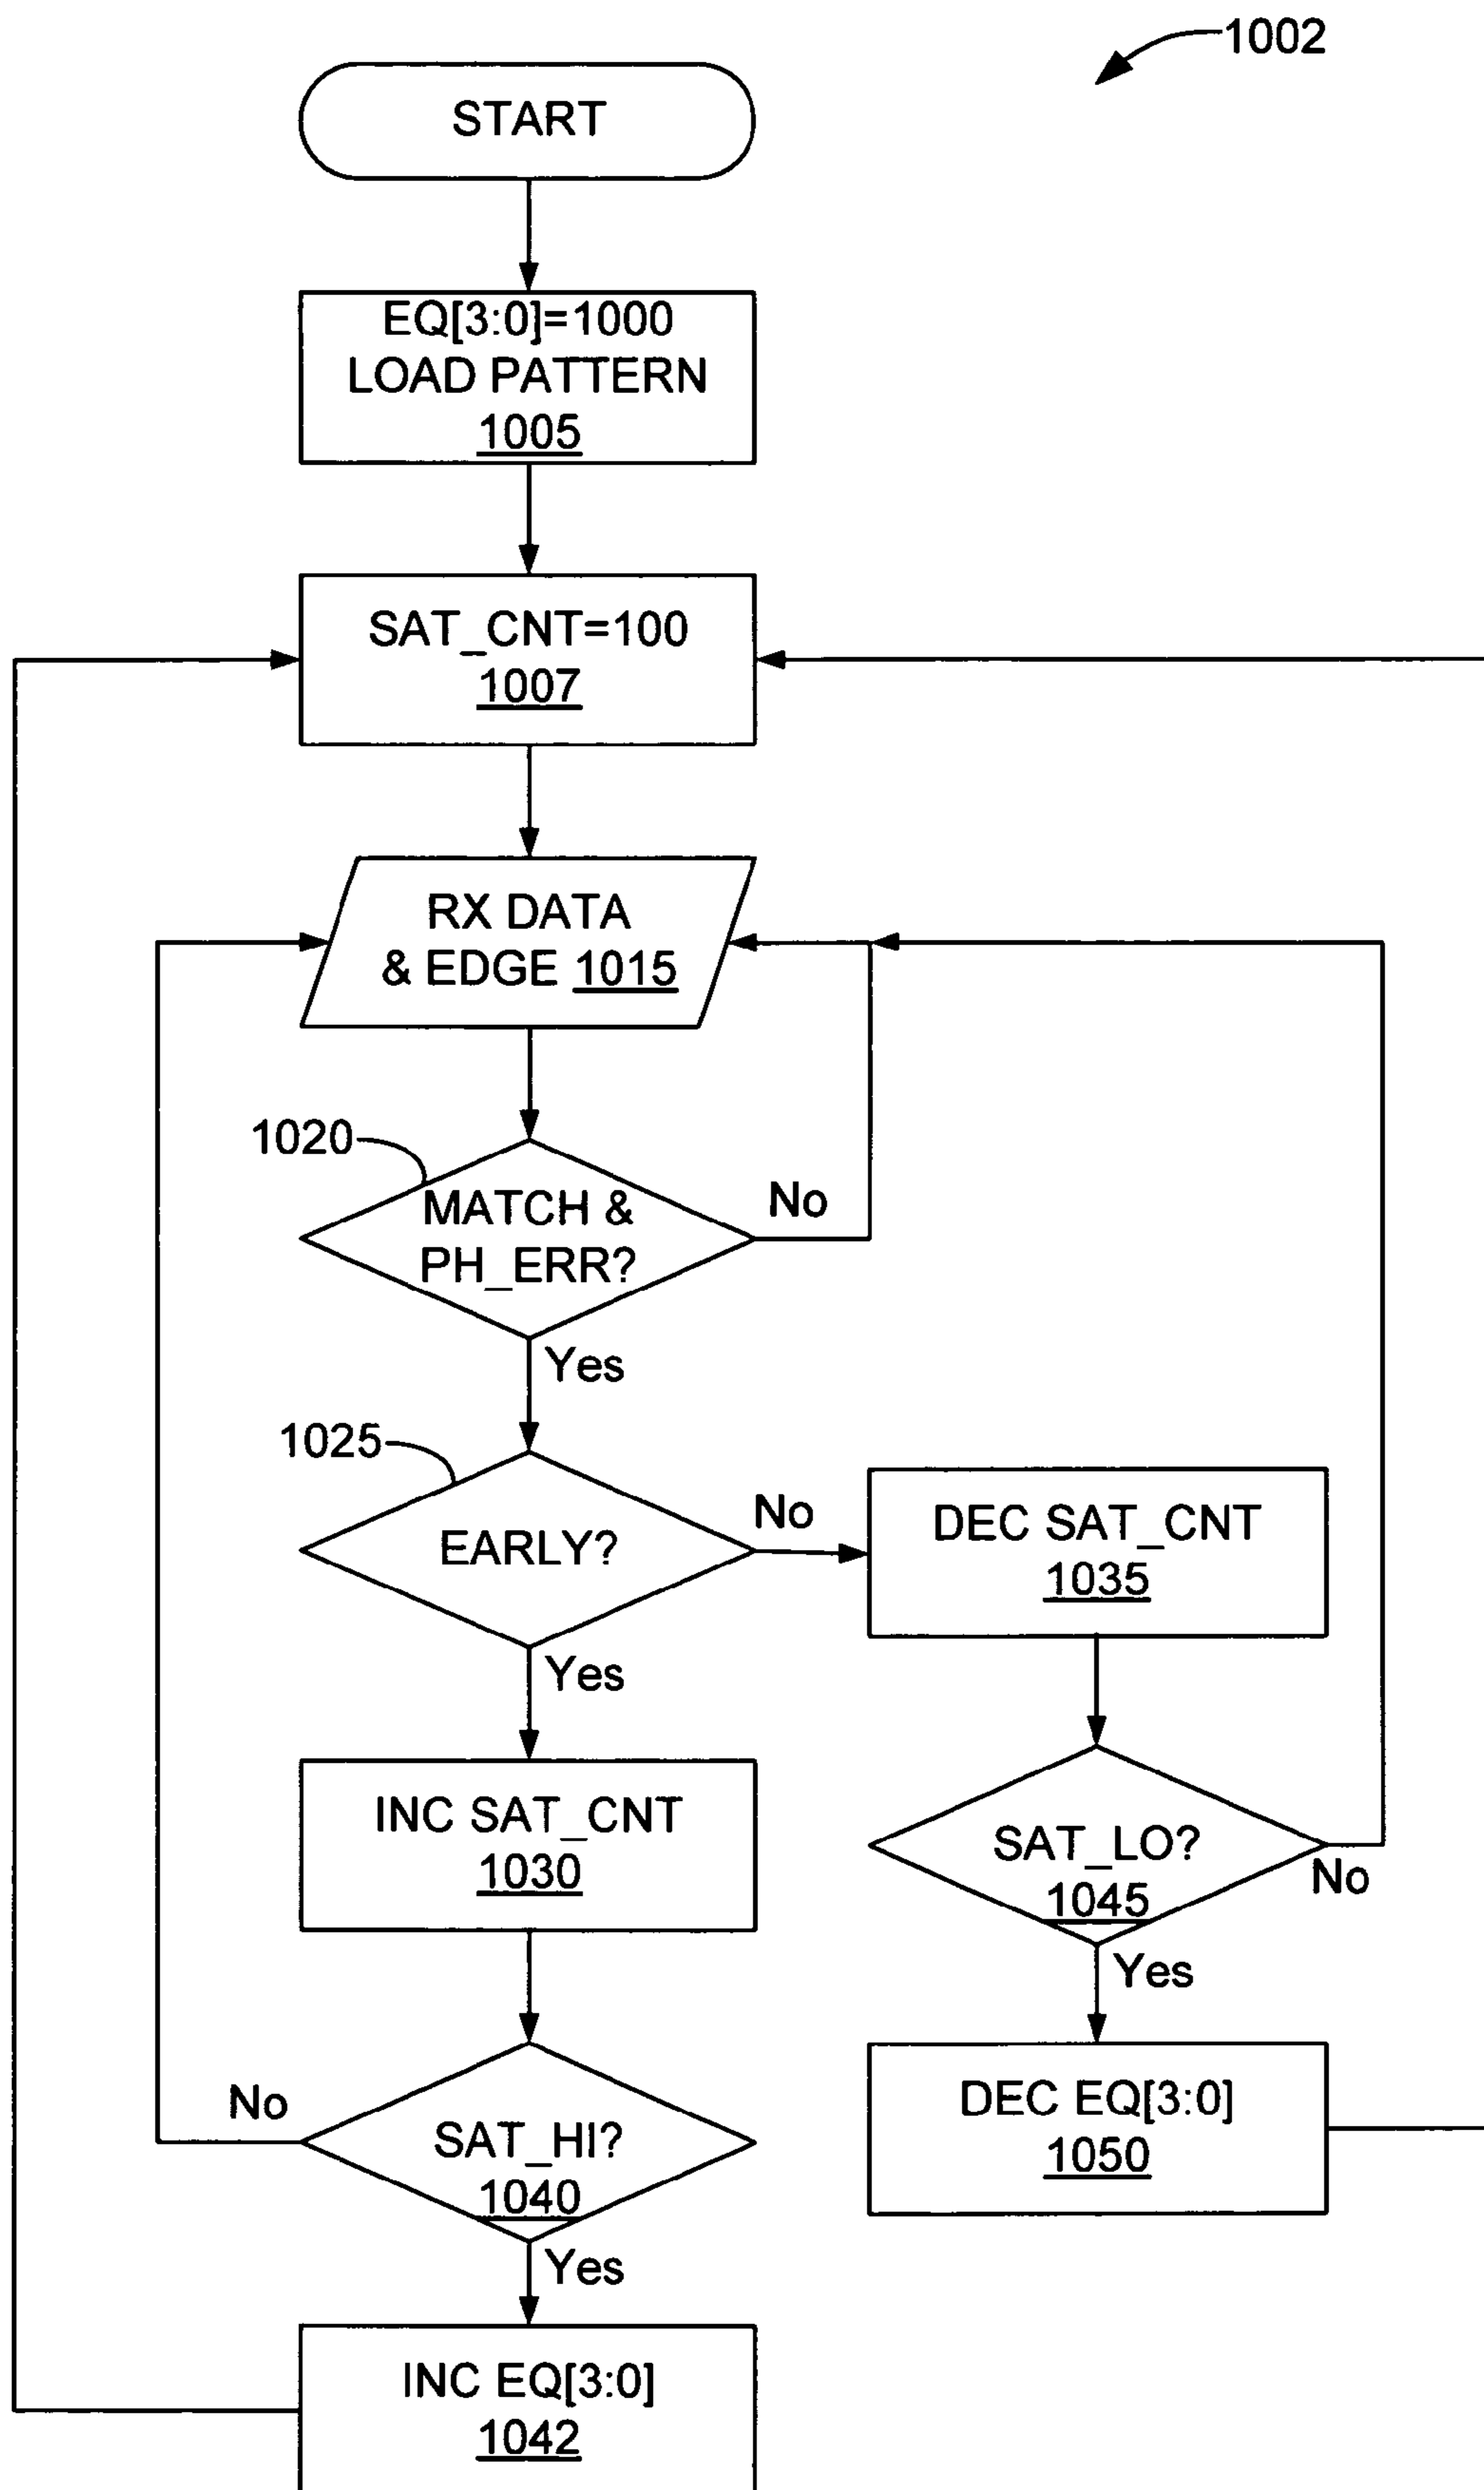 1002
START
EQ[3:0]=1000
LOAD PATTERN
1005
SAT_CNT=100
1007
RX DATA
& EDGE 1015
1020
MATCH &
PH_ERR?
No
Yes
1025
EARLY?
No
DEC SAT_CNT
1035
Yes
INC SAT_CNT
1030
SAT_LO?
1045
No
Yes
No
SAT_HI?
1040
DEC EQ[3:0]
1050
Yes
INC EQ[3:0]
1042